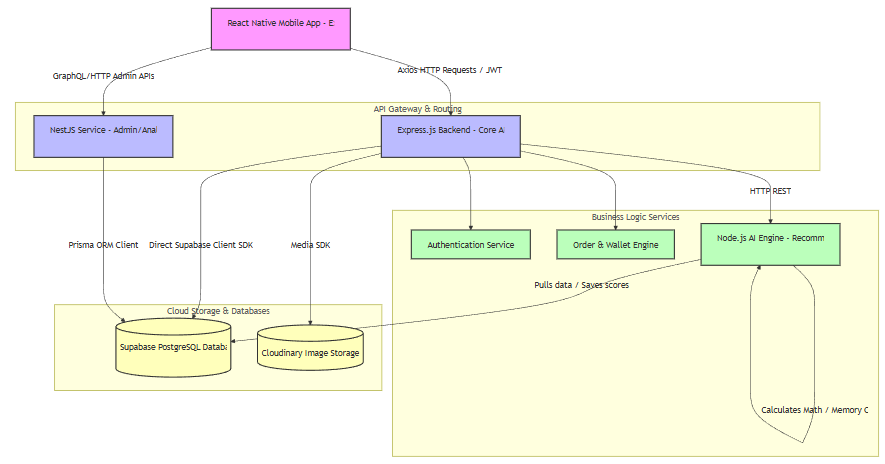 React Native Mobile App - E
GraphQL/HTTP Admin APIs
Axios HTTP Requests / JWT
API Gateway & Routing
NestJS Service - Admin/Anal
Express.js Backend - Core A
HTTP REST
Business Logic Services
Prisma ORM Client
Direct Supabase Client SDK
Media SDK
Authentication Service
Order & Wallet Engine
Node.js AI Engine - Recomm
Pulls data / Saves scores
Cloud Storage & Databases
Supabase PostgreSQL Databa
Cloudinary Image Storage
Calculates Math / Memory C